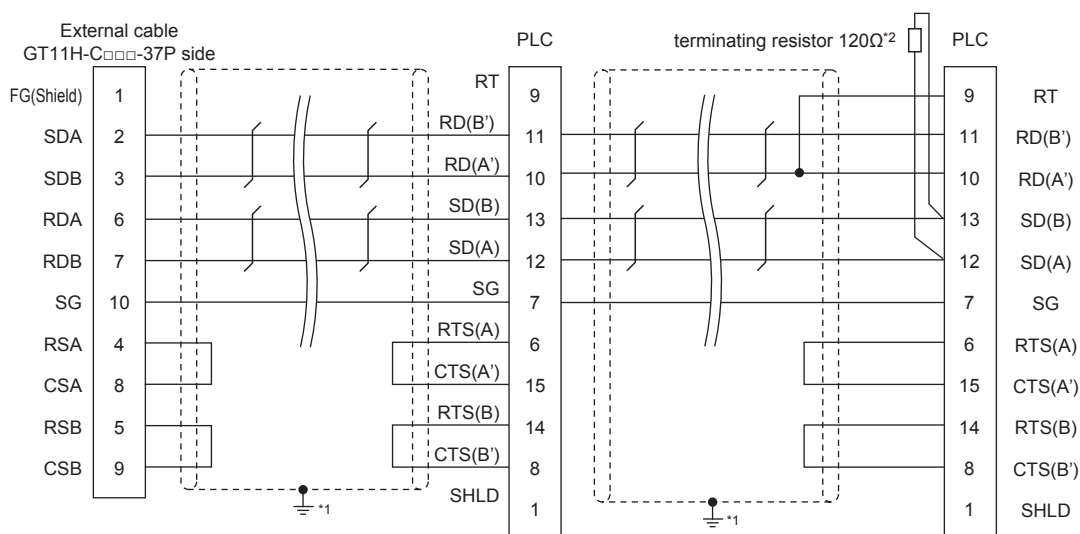 External cable
GT11H-C□□□-37P side
PLC
terminating resistor 120Ω*2
PLC
FG(Shield) 1
RT 9
9 RT
SDA 2
RD(B') 11
11 RD(B')
SDB 3
RD(A') 10
10 RD(A')
RDA 6
SD(B) 13
13 SD(B)
RDB 7
SD(A) 12
12 SD(A)
SG 10
SG 7
7 SG
RSA 4
RTS(A) 6
6 RTS(A)
CSA 8
CTS(A') 15
15 CTS(A')
RSB 5
RTS(B) 14
14 RTS(B)
CSB 9
CTS(B') 8
8 CTS(B')
SHLD 1
1 SHLD
*1
*1